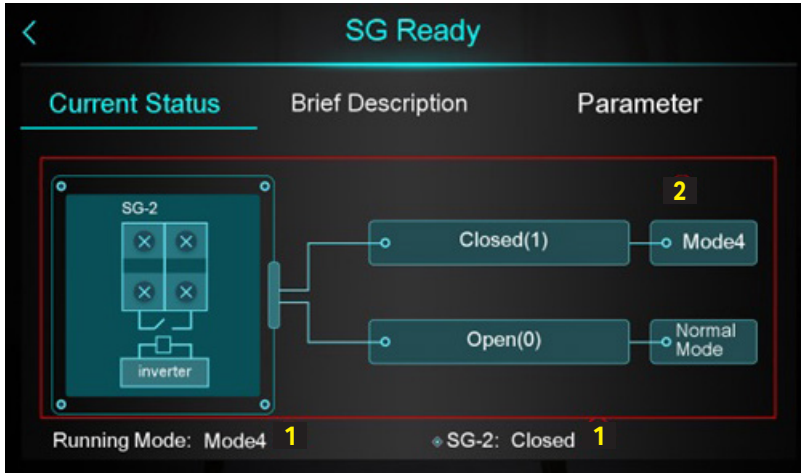 SG Ready
Current Status Brief Description Parameter
2
SG-2
Closed(1) Mode4
Open(0) Normal
Mode
inverter
Running Mode: Mode4 1 SG-2: Closed 1